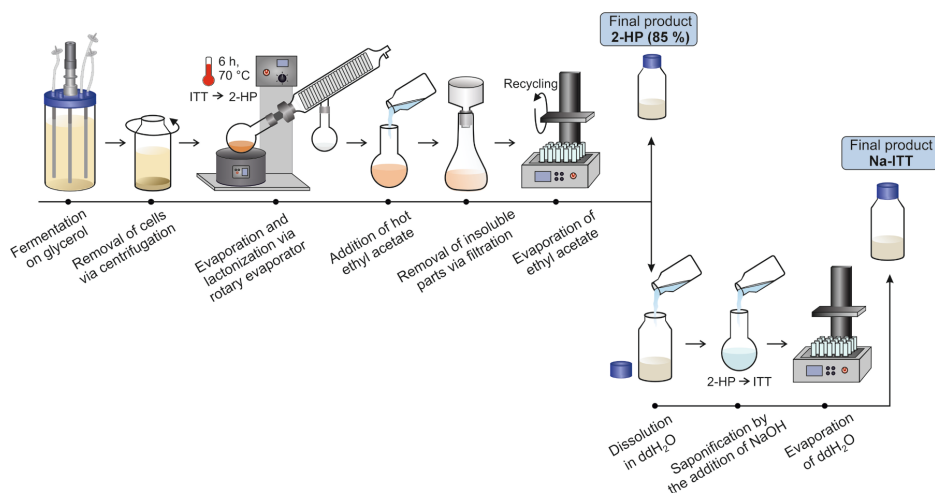 Final product
2-HP (85 %)
6 h,
70 °C
ITT → 2-HP
Recycling
Final product
Na-ITT
Fermentation
on glycerol
Removal of cells
via centrifugation
Evaporation and
lactonization via
rotary evaporator
Addition of hot
ethyl acetate
Removal of insoluble
parts via filtration
Evaporation of
ethyl acetate
2-HP → ITT
Dissolution
in ddH₂O
Saponification by
the addition of NaOH
Evaporation
of ddH₂O